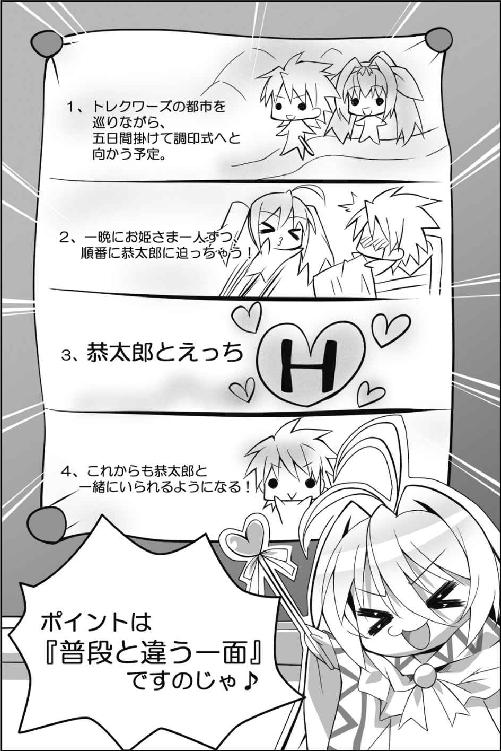 1、トレクワーズの都市を
巡りながら、
五日間掛けて調印式へと
向かう予定。
2、一晩にお姫さま一人ずつ、
順番に恭太郎に迫っちゃう！
3、恭太郎とえっち
H
4、これからも恭太郎と
一緒にいられるようになる！
ポイントは
『普段と違う一面』
ですのじゃ♪